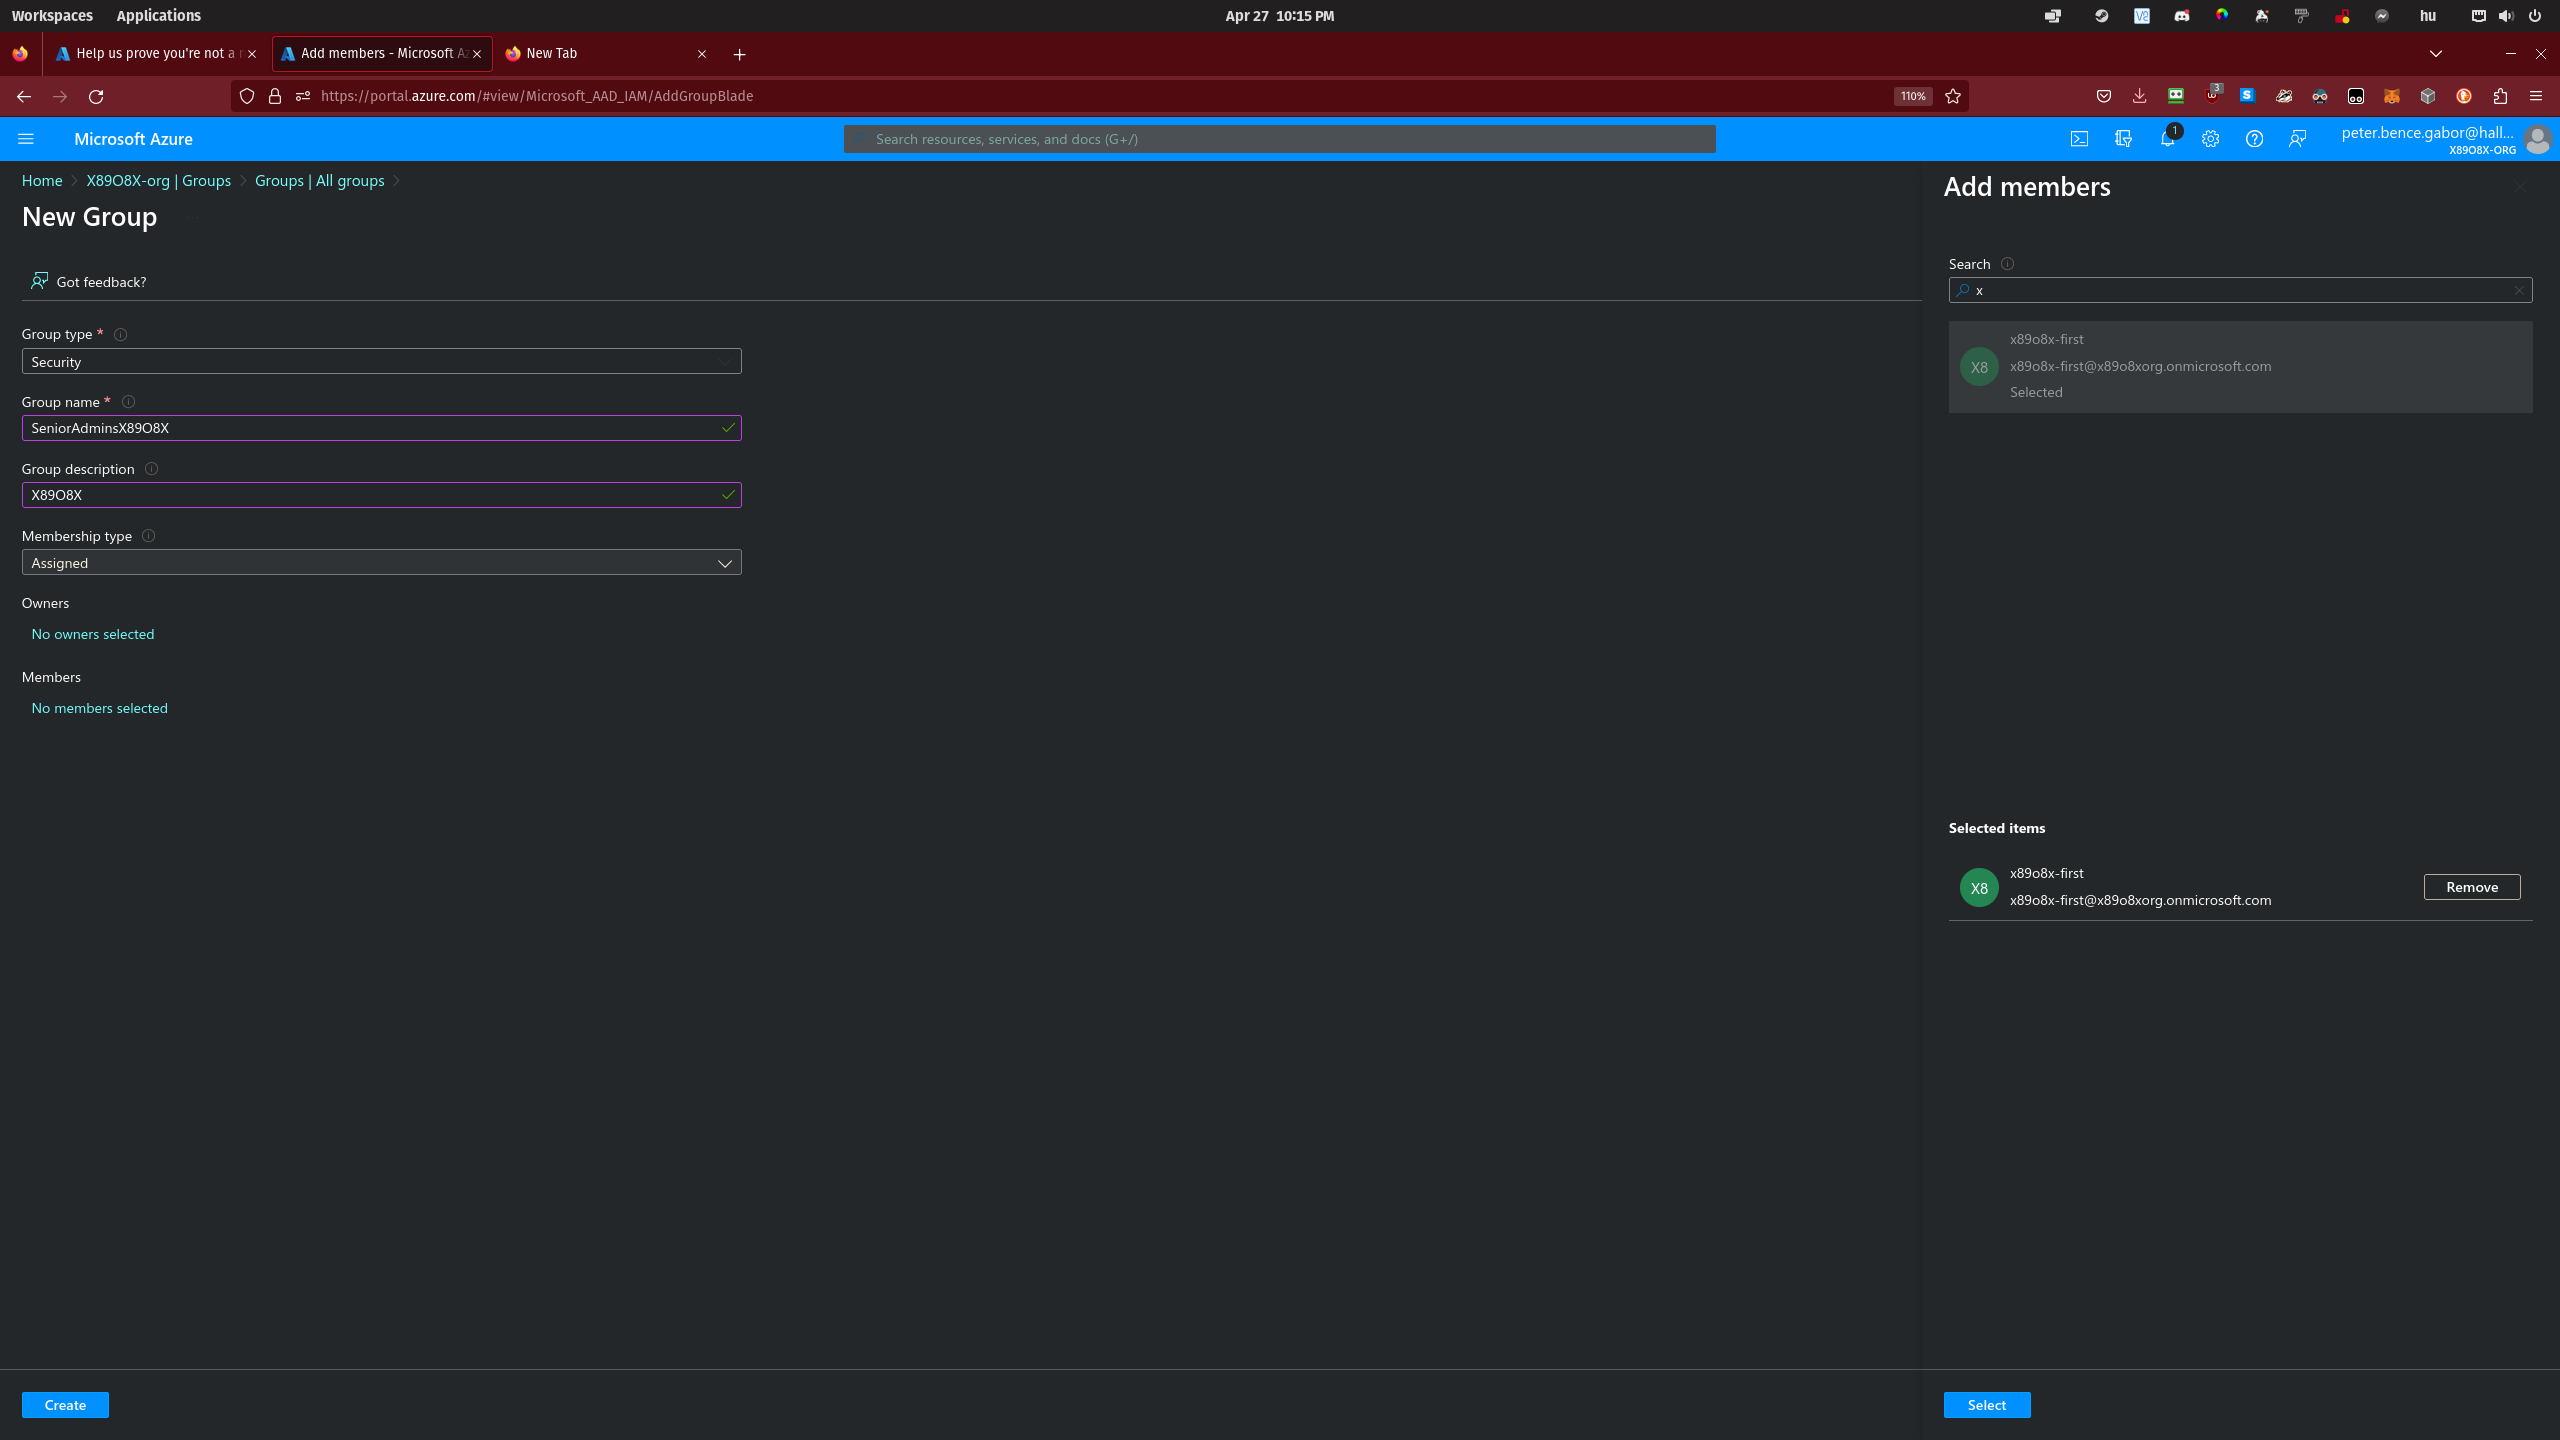 Workspaces Applications Apr 27 10:15 PM hu
Help us prove you're not a r Add members - Microsoft Az New Tab
https://portal.azure.com/#view/Microsoft_AAD_IAM/AddGroupBlade 110% 3
Microsoft Azure Search resources, services, and docs (G+/) 1 peter.bence.gabor@hall...
X89O8X-ORG
Home X89O8X-org | Groups Groups | All groups
New Group
Got feedback?
Group type *
Security
Group name *
SeniorAdminsX89O8X
Group description
X89O8X
Membership type
Assigned
Owners
No owners selected
Members
No members selected
Create
Add members
Search
x
X8
x89o8x-first
x89o8x-first@x89o8xorg.onmicrosoft.com
Selected
Selected items
X8
x89o8x-first
x89o8x-first@x89o8xorg.onmicrosoft.com
Remove
Select